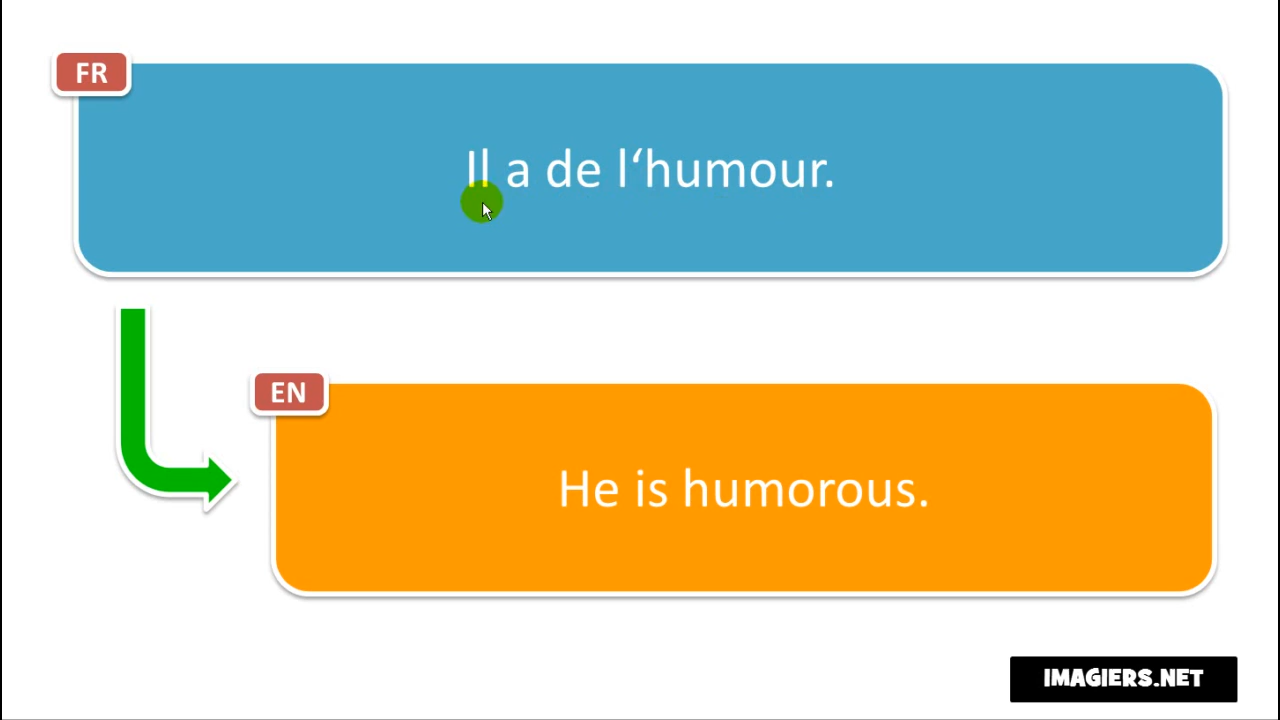 FR
Il a de l‘humour.
EN
He is humorous.
IMAGIERS.NET